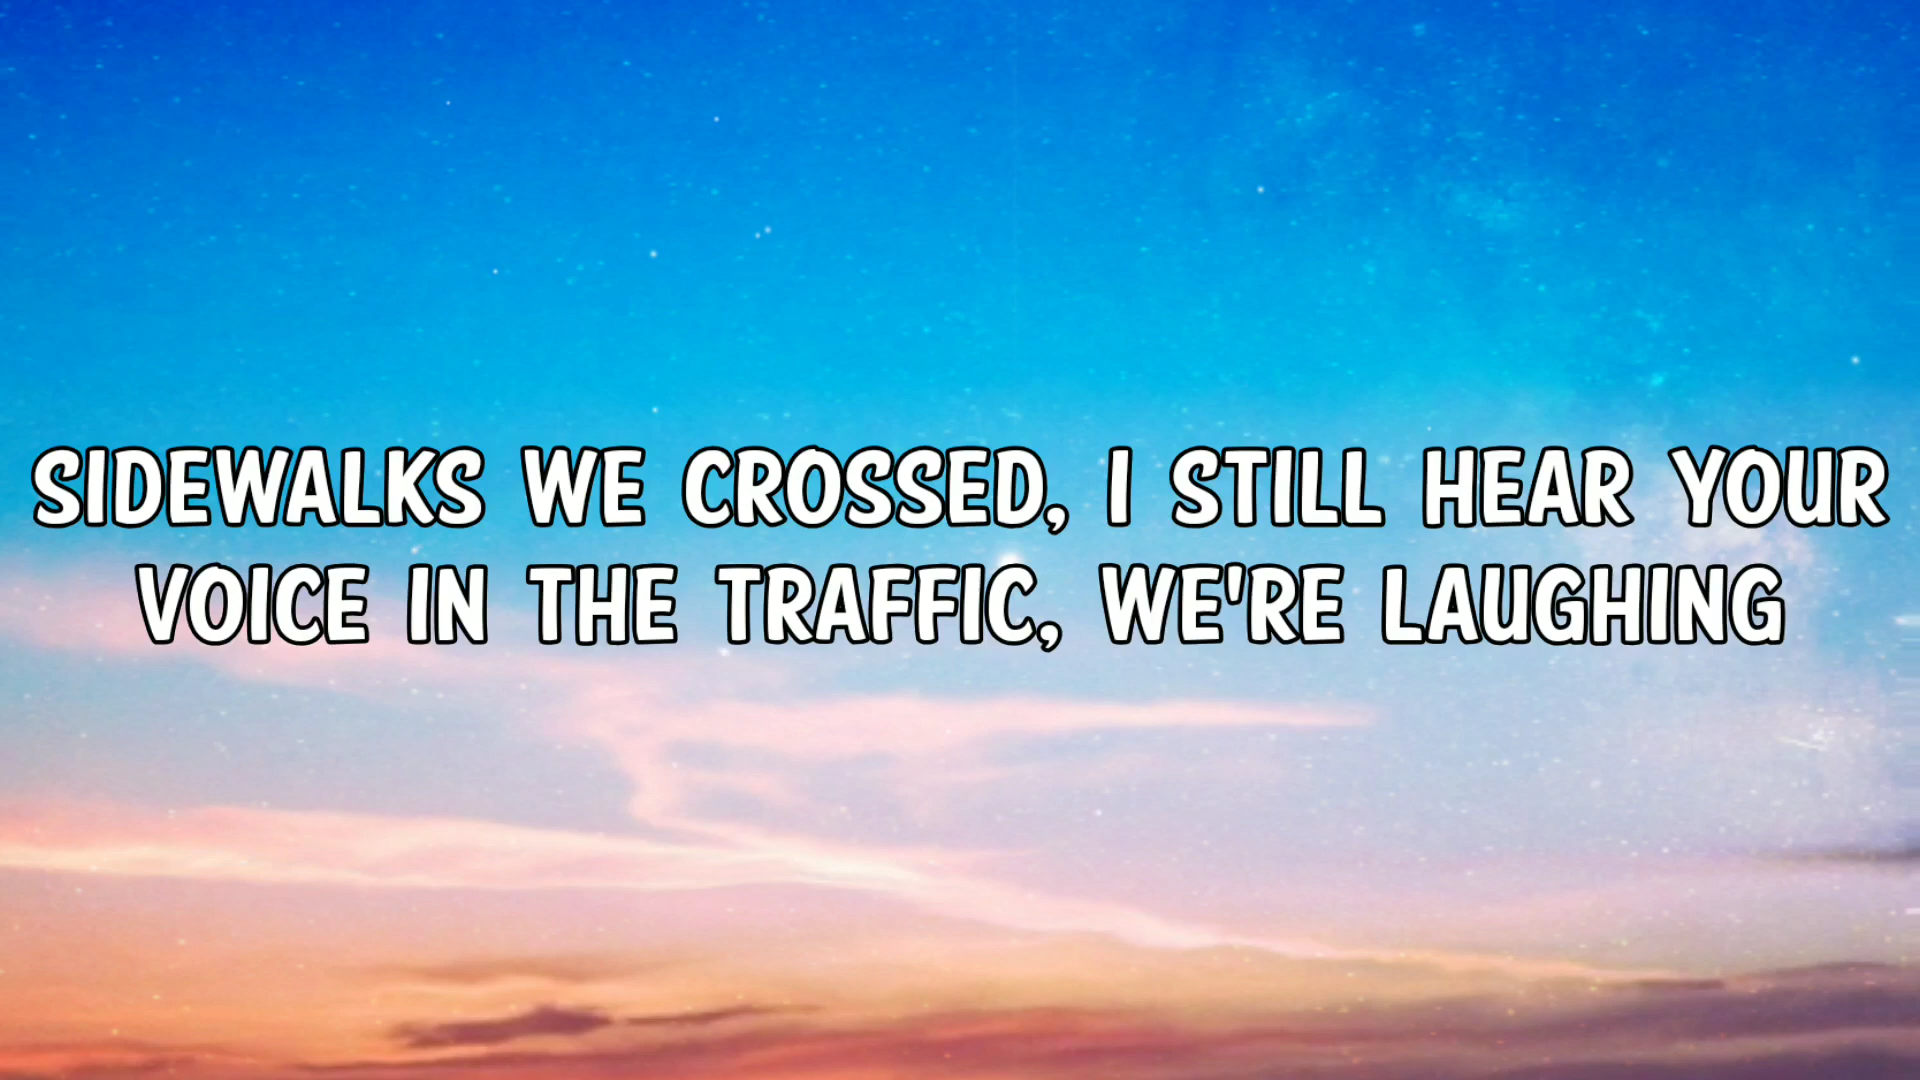 SIDEWALKS WE CROSSED, I STILL HEAR YOUR
VOICE IN THE TRAFFIC, WE'RE LAUGHING